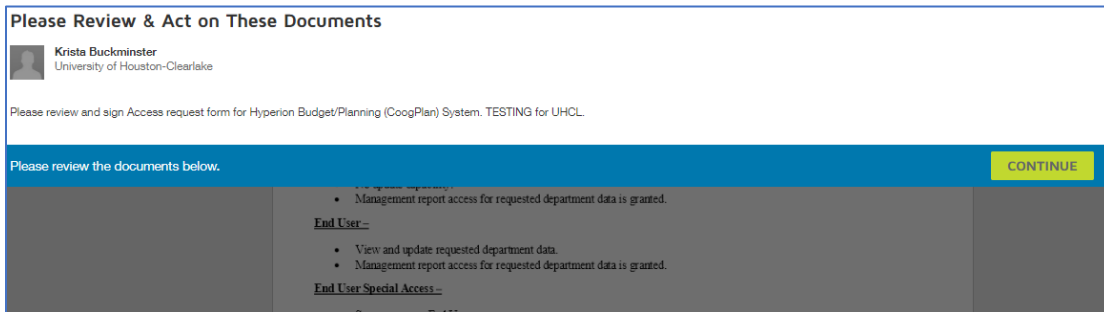 Please Review & Act on These Documents
Krista Buckminster
University of Houston-Clearlake
Please review and sign Access request form for Hyperion Budget/Planning (CoogPlan) System. TESTING for UHCL.
Please review the documents below.
CONTINUE
• Management report access for requested department data is granted.
End User –
• View and update requested department data.
• Management report access for requested department data is granted.
End User Special Access –